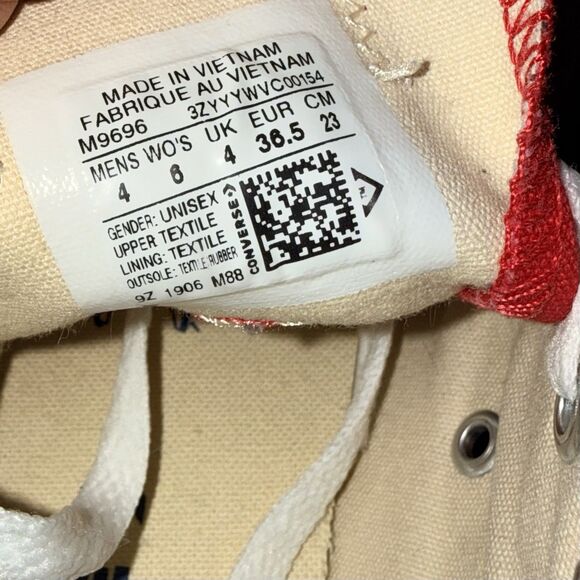 MADE IN VIETNAM
FABRIQUE AU VIETNAM
M9696 3ZYYYWVC00154
MENS WO'S UK EUR CM
4 6 4 36.5 23
GENDER: UNISEX
UPPER TEXTILE
LINING: TEXTILE
OUTSOLE: TEXTILE/RUBBER
9Z 1906 M88
CONVERSE